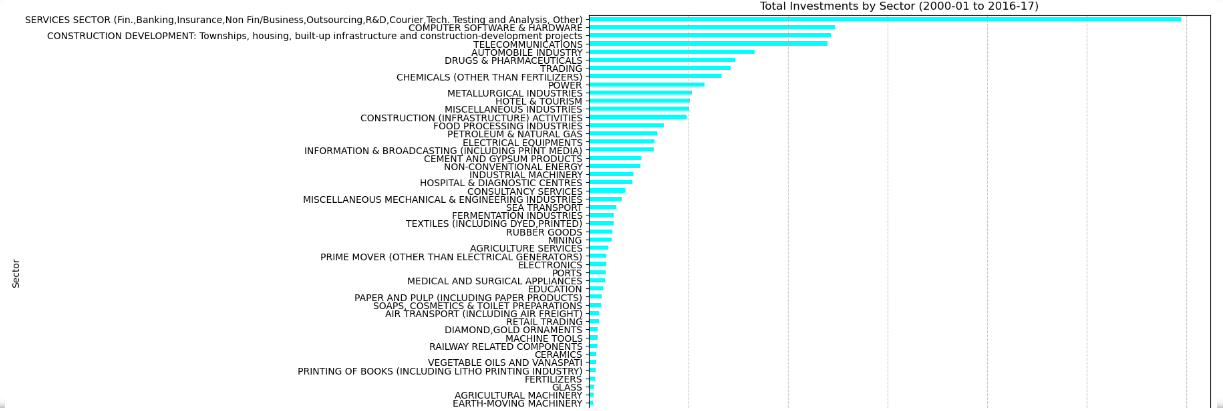 Total Investments by Sector (2000-01 to 2016-17)
SERVICES SECTOR (Fin.,Banking,Insurance,Non Fin/Business,Outsourcing,R&D,Courier,Tech. Testing and Analysis, Other)
COMPUTER SOFTWARE & HARDWARE
CONSTRUCTION DEVELOPMENT: Townships, housing, built-up infrastructure and construction-development projects
TELECOMMUNICATIONS
AUTOMOBILE INDUSTRY
DRUGS & PHARMACEUTICALS
TRADING
CHEMICALS (OTHER THAN FERTILIZERS)
POWER
METALLURGICAL INDUSTRIES
HOTEL & TOURISM
MISCELLANEOUS INDUSTRIES
CONSTRUCTION (INFRASTRUCTURE) ACTIVITIES
FOOD PROCESSING INDUSTRIES
PETROLEUM & NATURAL GAS
ELECTRICAL EQUIPMENTS
INFORMATION & BROADCASTING (INCLUDING PRINT MEDIA)
CEMENT AND GYPSUM PRODUCTS
NON-CONVENTIONAL ENERGY
INDUSTRIAL MACHINERY
HOSPITAL & DIAGNOSTIC CENTRES
CONSULTANCY SERVICES
MISCELLANEOUS MECHANICAL & ENGINEERING INDUSTRIES
SEA TRANSPORT
FERMENTATION INDUSTRIES
TEXTILES (INCLUDING DYED,PRINTED)
RUBBER GOODS
MINING
AGRICULTURE SERVICES
PRIME MOVER (OTHER THAN ELECTRICAL GENERATORS)
ELECTRONICS
PORTS
MEDICAL AND SURGICAL APPLIANCES
EDUCATION
PAPER AND PULP (INCLUDING PAPER PRODUCTS)
SOAPS, COSMETICS & TOILET PREPARATIONS
AIR TRANSPORT (INCLUDING AIR FREIGHT)
RETAIL TRADING
DIAMOND,GOLD ORNAMENTS
MACHINE TOOLS
RAILWAY RELATED COMPONENTS
CERAMICS
VEGETABLE OILS AND VANASPATI
PRINTING OF BOOKS (INCLUDING LITHO PRINTING INDUSTRY)
FERTILIZERS
GLASS
AGRICULTURAL MACHINERY
EARTH-MOVING MACHINERY
Sector